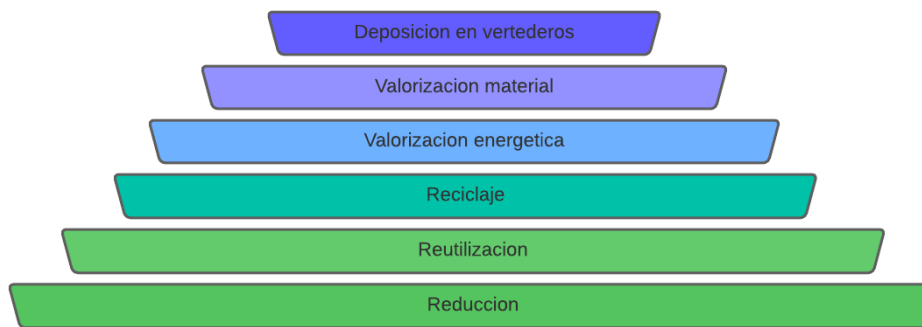 Deposicion en vertederos
Valorizacion material
Valorizacion energetica
Reciclaje
Reutilizacion
Reduccion